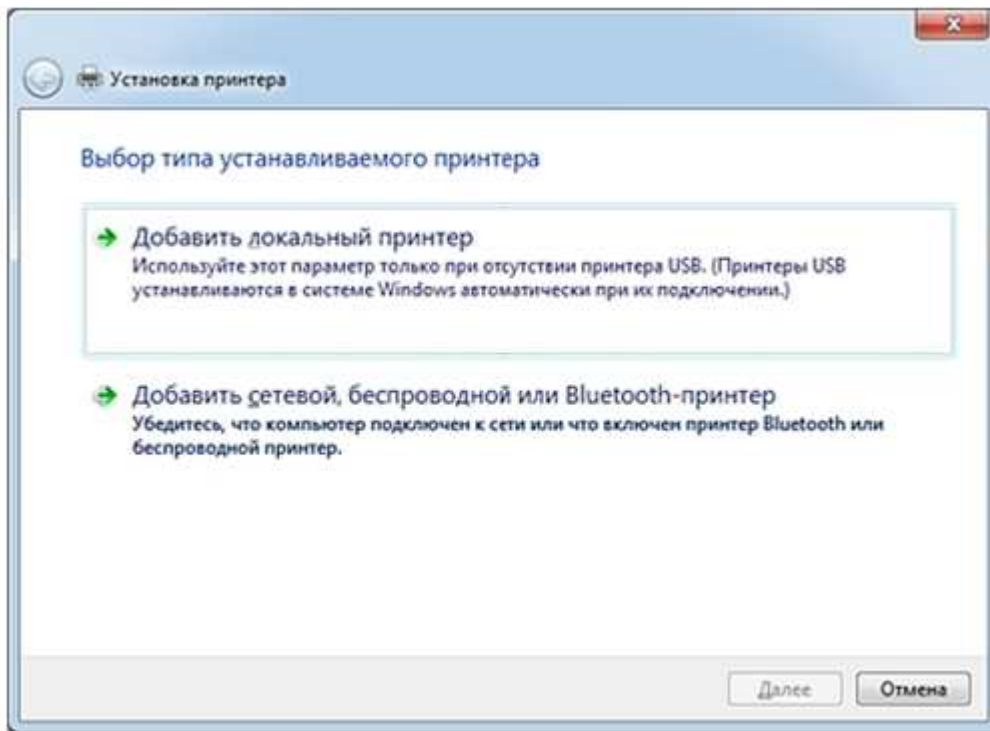 Установка принтера
Выбор типа устанавливаемого принтера
Добавить локальный принтер
Используйте этот параметр только при отсутствии принтера USB. (Принтеры USB
устанавливаются в системе Windows автоматически при их подключении.)
Добавить сетевой, беспроводной или Bluetooth-принтер
Убедитесь, что компьютер подключен к сети или что включен принтер Bluetooth или
беспроводной принтер.
Далее Отмена